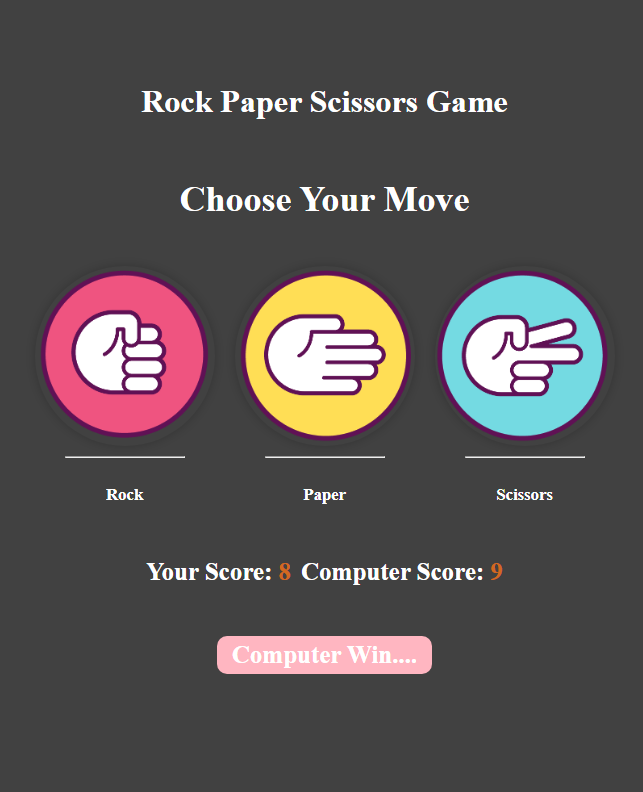 Rock Paper Scissors Game
Choose Your Move
Rock Paper Scissors
Your Score: 8 Computer Score: 9
Computer Win....